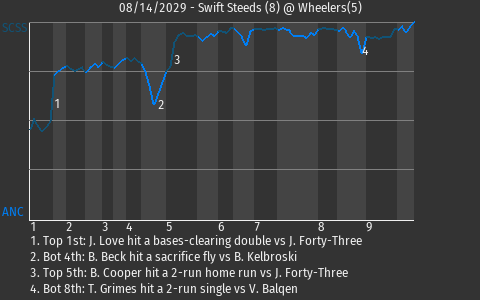 08/14/2029 - Swift Steeds (8) @ Wheelers(5)
SCSS
3
4
1
2
ANC
1 2 3 4 5 6 7 8 9
1. Top 1st: J. Love hit a bases-clearing double vs J. Forty-Three
2. Bot 4th: B. Beck hit a sacrifice fly vs B. Kelbroski
3. Top 5th: B. Cooper hit a 2-run home run vs J. Forty-Three
4. Bot 8th: T. Grimes hit a 2-run single vs V. Balqen